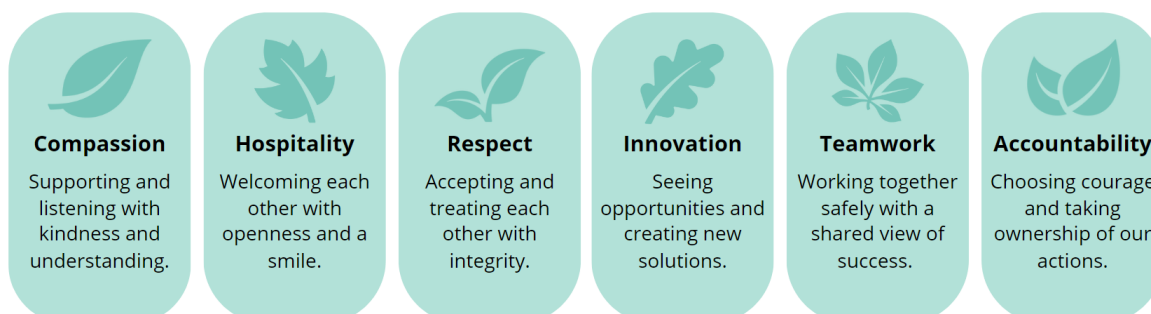 Compassion
Supporting and
listening with
kindness and
understanding.
Hospitality
Welcoming each
other with
openness and a
smile.
Respect
Accepting and
treating each
other with
integrity.
Innovation
Seeing
opportunities and
creating new
solutions.
Teamwork
Working together
safely with a
shared view of
success.
Accountability
Choosing courage
and taking
ownership of our
actions.